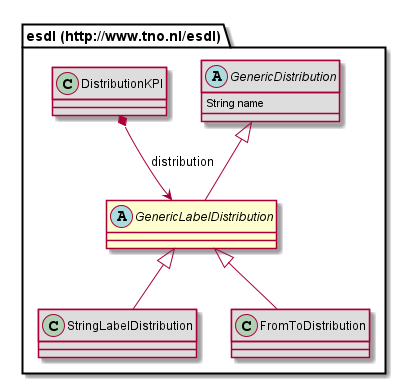 esdl (http://www.tno.nl/esdl)
C DistributionKPI
A GenericDistribution
String name
distribution
A GenericLabelDistribution
C StringLabelDistribution
C FromToDistribution